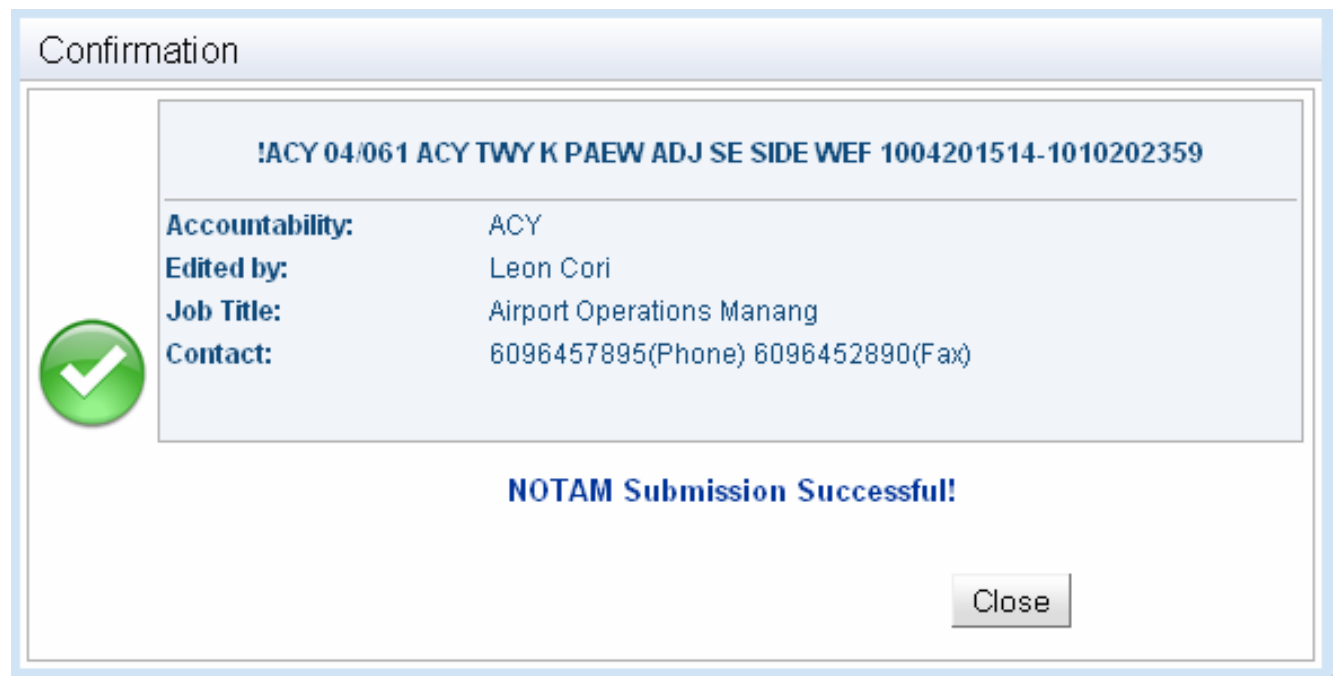 Confirmation
!ACY 04/061 ACY TWY K PAEW ADJ SE SIDE WEF 1004201514-1010202359
Accountability: ACY
Edited by: Leon Cori
Job Title: Airport Operations Manang
Contact: 6096457895(Phone) 6096452890(Fax)
NOTAM Submission Successful!
Close